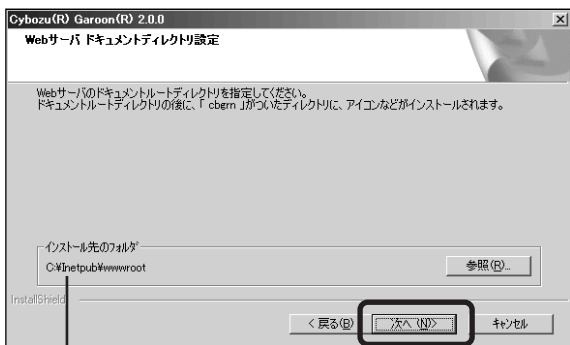 Cybozu(R) Garoon(R) 2.0.0
Webサーバ ドキュメントディレクトリ設定
Webサーバのドキュメントルートディレクトリを指定してください。
ドキュメントルートディレクトリの後に、「 cbgrn 」がついたディレクトリに、アイコンなどがインストールされます。
インストール先のフォルダ
C:¥Inetpub¥wwwroot
参照(R)...
InstallShield
< 戻る(B)
次へ (N)>
キャンセル